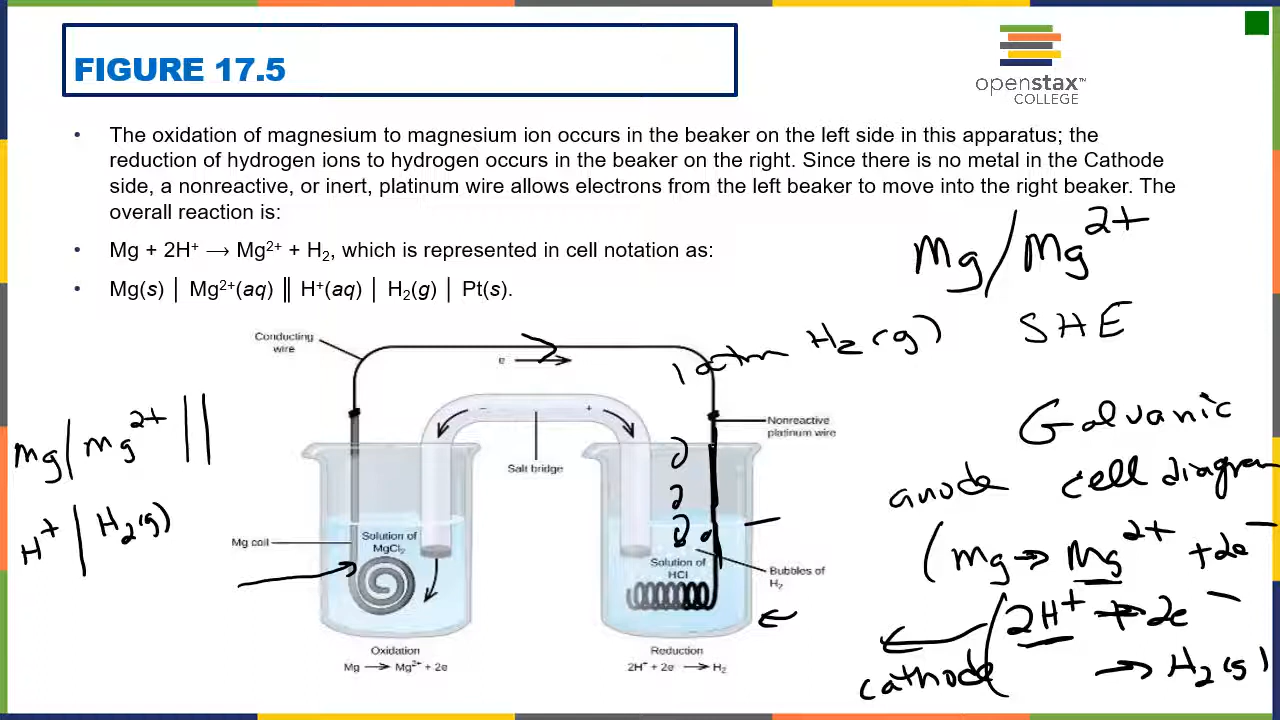 FIGURE 17.5
openstax™
COLLEGE
• The oxidation of magnesium to magnesium ion occurs in the beaker on the left side in this apparatus; the
reduction of hydrogen ions to hydrogen occurs in the beaker on the right. Since there is no metal in the Cathode
side, a nonreactive, or inert, platinum wire allows electrons from the left beaker to move into the right beaker. The
overall reaction is:
• Mg + 2H⁺ → Mg²⁺ + H₂, which is represented in cell notation as:
• Mg(s) │ Mg²⁺(aq) ║ H⁺(aq) │ H₂(g) │ Pt(s).
Mg/Mg²⁺
SHE
1 atm H₂(g)
Galvanic
cell diagram
anode
(Mg → Mg²⁺ + 2e⁻
(2H⁺ + 2e⁻
→ H₂(g)
cathode
Mg | Mg²⁺ ||
H⁺ | H₂(g)
Conducting
wire
e
− +
Salt bridge
Nonreactive
platinum wire
Mg coil
Solution of
MgCl₂
Solution of
HCl
Bubbles of
H₂
Oxidation
Mg → Mg²⁺ + 2e
Reduction
2H⁺ + 2e → H₂